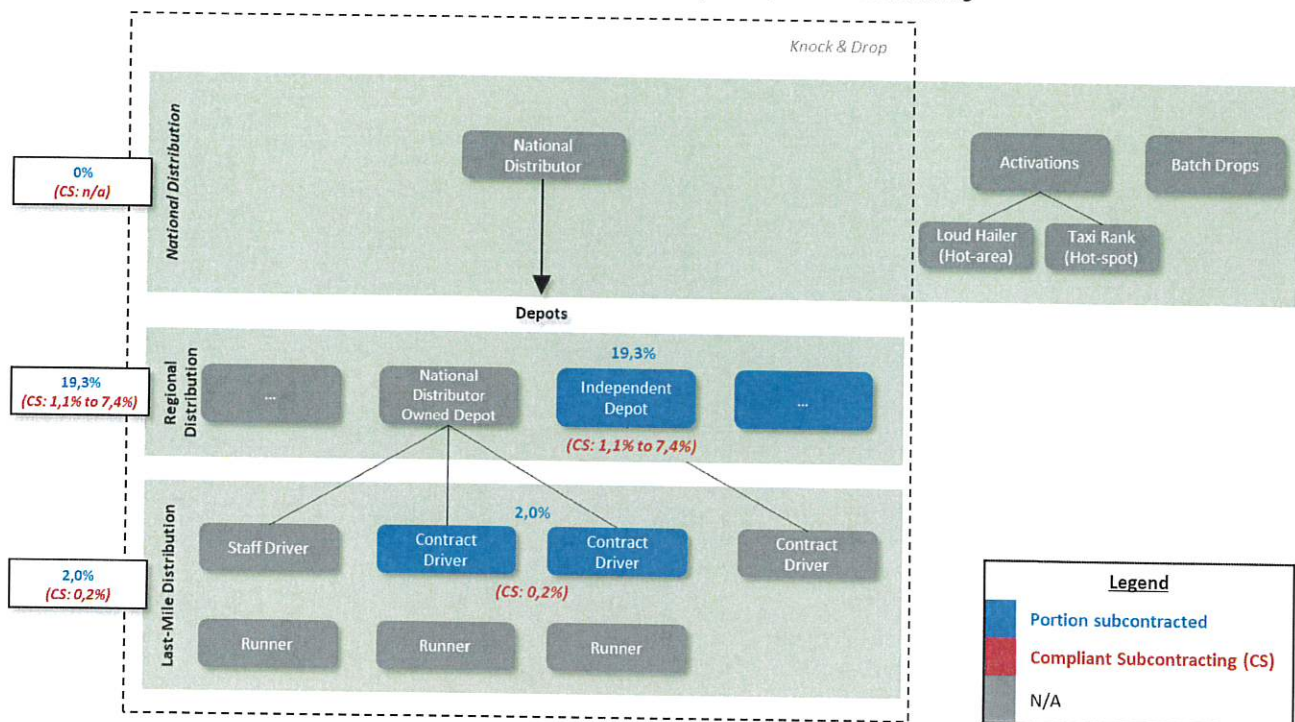 Knock & Drop
National Distribution
0%
(CS: n/a)
National
Distributor
Activations
Batch Drops
Loud Hailer
(Hot-area)
Taxi Rank
(Hot-spot)
Depots
Regional
Distribution
19,3%
(CS: 1,1% to 7,4%)
...
National
Distributor
Owned Depot
19,3%
Independent
Depot
(CS: 1,1% to 7,4%)
...
Last-Mile Distribution
2,0%
(CS: 0,2%)
2,0%
Staff Driver
Contract
Driver
Contract
Driver
Contract
Driver
(CS: 0,2%)
Runner
Runner
Runner
Legend
Portion subcontracted
Compliant Subcontracting (CS)
N/A